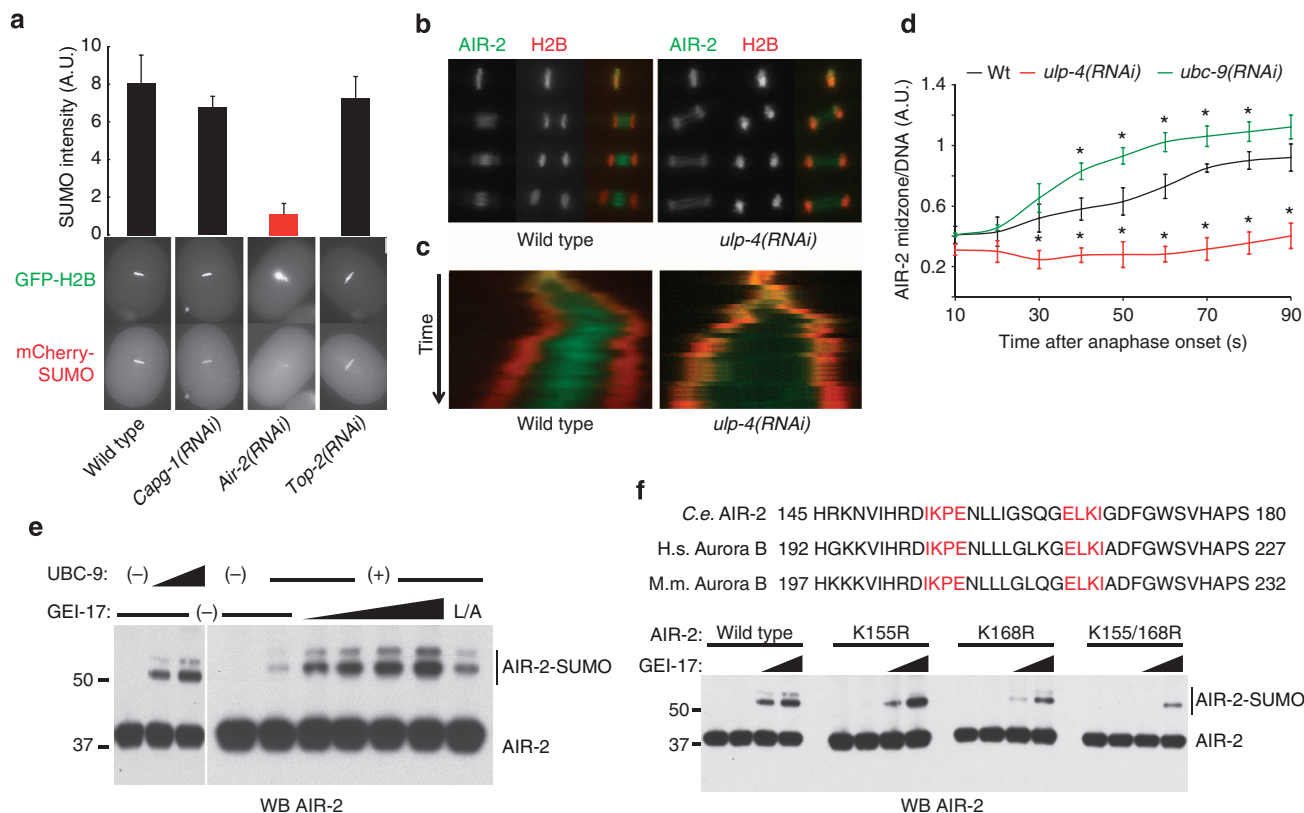 a
SUMO intensity (A.U.)
10
8
6
4
2
0
GFP-H2B
mCherry-
SUMO
Wild type
Capg-1(RNAi)
Air-2(RNAi)
Top-2(RNAi)
b
AIR-2 H2B AIR-2 H2B
Wild type ulp-4(RNAi)
c
Time
Wild type ulp-4(RNAi)
d
Wt ulp-4(RNAi) ubc-9(RNAi)
AIR-2 midzone/DNA (A.U.)
1.4
1
0.6
0.2
* * * * * *
* * * * * * *
10 30 50 70 90
Time after anaphase onset (s)
e
UBC-9: (–) (–) (+)
GEI-17: (–) L/A
50
37
AIR-2-SUMO
AIR-2
WB AIR-2
f
C.e. AIR-2 145 HRKNVIHRDIKPENLLIGSQGELKIGDFGWSVHAPS 180
H.s. Aurora B 192 HGKKVIHRDIKPENLLLGLKGELKIADFGWSVHAPS 227
M.m. Aurora B 197 HKKKVIHRDIKPENLLLGLQGELKIADFGWSVHAPS 232
AIR-2: Wild type K155R K168R K155/168R
GEI-17:
50
37
AIR-2-SUMO
AIR-2
WB AIR-2